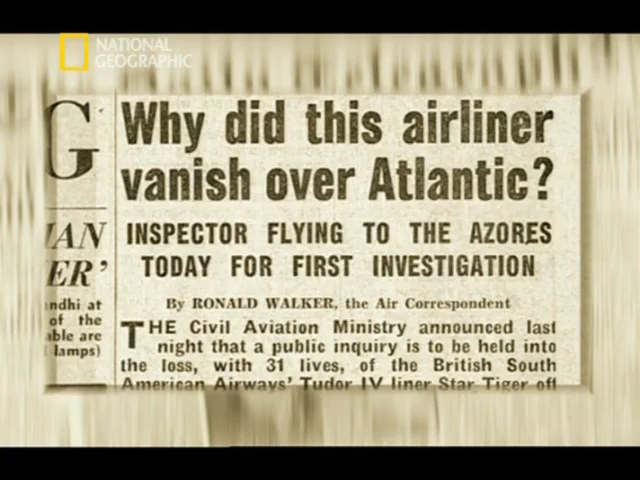 NATIONAL
GEOGRAPHIC
G
IAN
ER'
ndhi at
of the
able are
lamps)
Why did this airliner
vanish over Atlantic?
INSPECTOR FLYING TO THE AZORES
TODAY FOR FIRST INVESTIGATION
By RONALD WALKER, the Air Correspondent
THE Civil Aviation Ministry announced last
night that a public inquiry is to be held into
the loss, with 31 lives, of the British South
American Airways' Tudor IV liner Star Tiger off